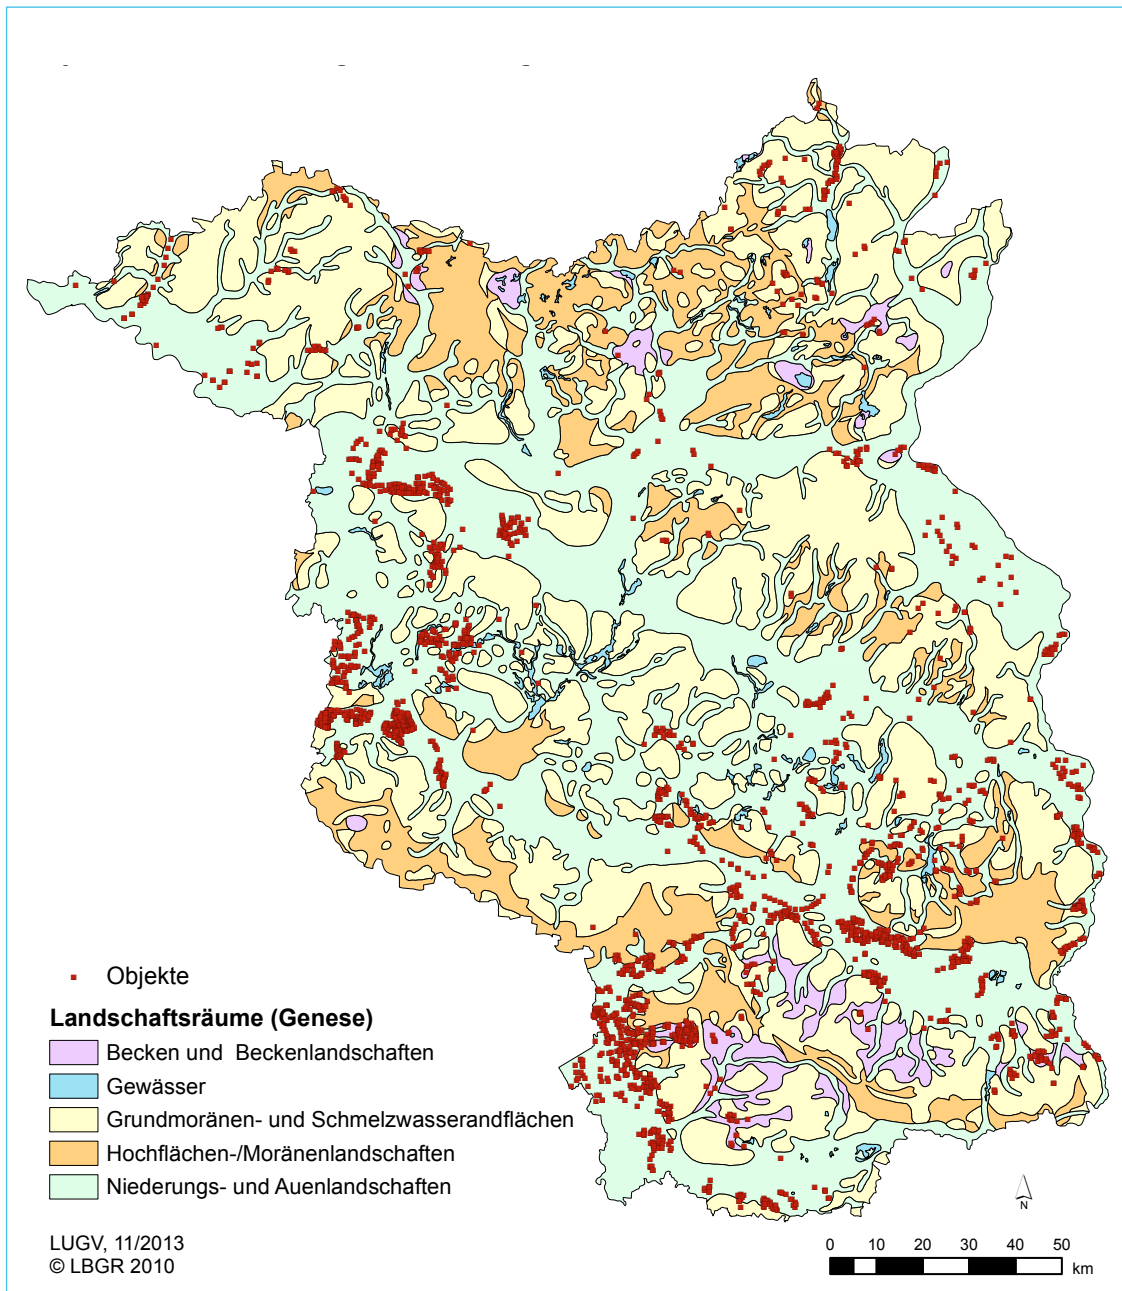 Objekte
Landschaftsräume (Genese)
Becken und Beckenlandschaften
Gewässer
Grundmoränen- und Schmelzwasserandflächen
Hochflächen-/Moränenlandschaften
Niederungs- und Auenlandschaften
LUGV, 11/2013
© LBGR 2010
N
0 10 20 30 40 50
km